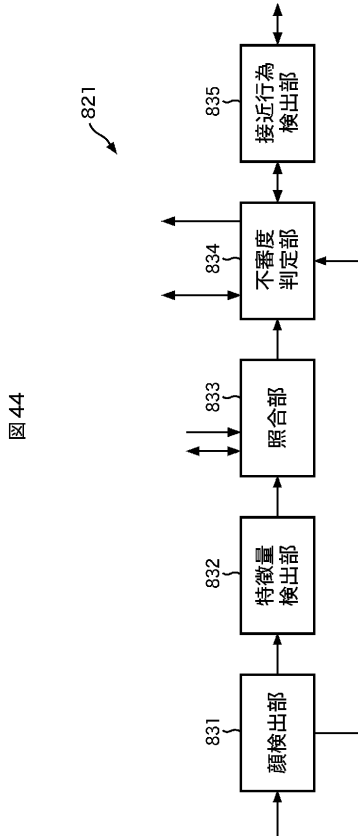 図44
821
831
顔検出部
832
特徴量
検出部
833
照合部
834
不審度
判定部
835
接近行為
検出部